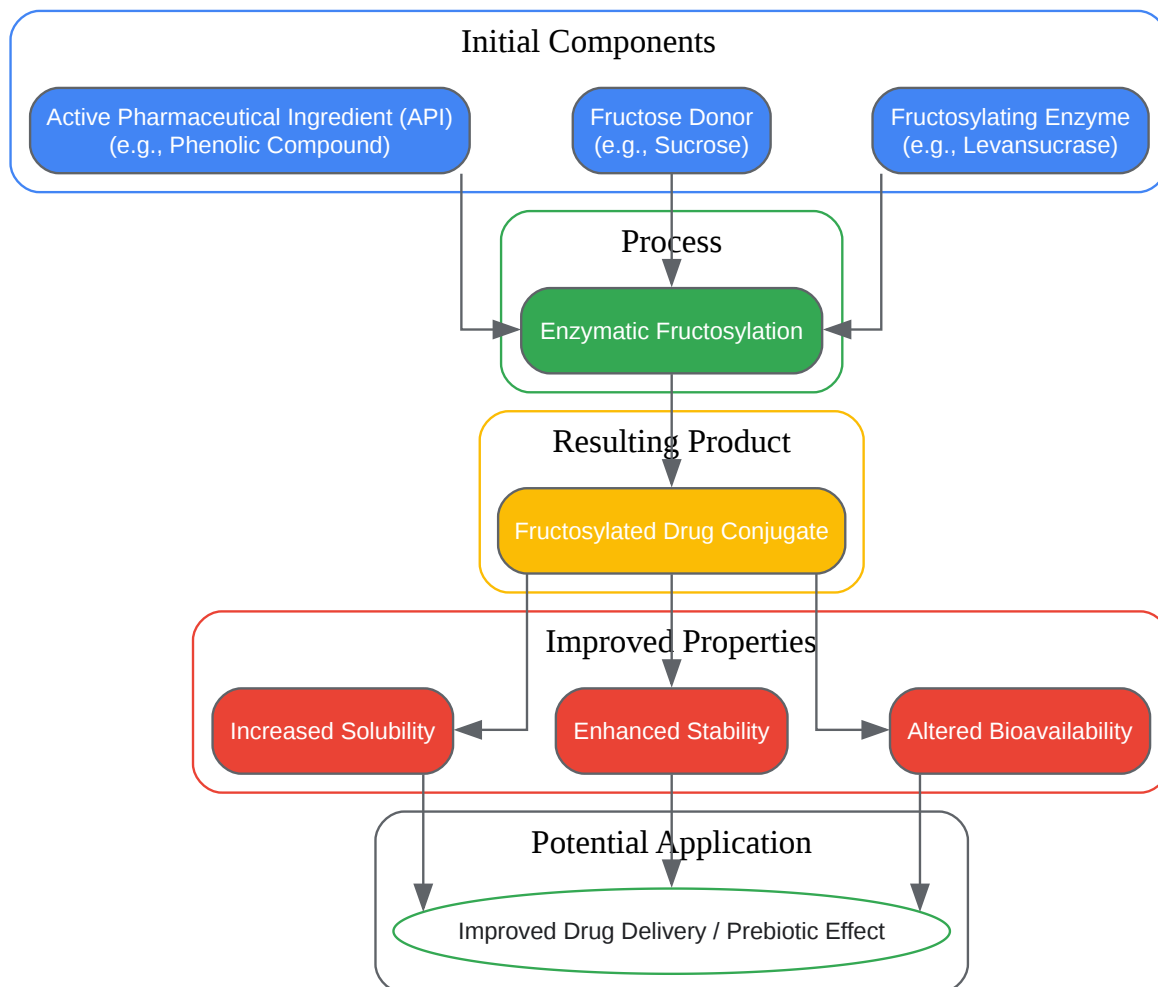 Initial Components
Active Pharmaceutical Ingredient (API)
(e.g., Phenolic Compound)
Fructose Donor
(e.g., Sucrose)
Fructosylating Enzyme
(e.g., Levansucrase)
Process
Enzymatic Fructosylation
Resulting Product
Fructosylated Drug Conjugate
Improved Properties
Increased Solubility
Enhanced Stability
Altered Bioavailability
Potential Application
Improved Drug Delivery / Prebiotic Effect